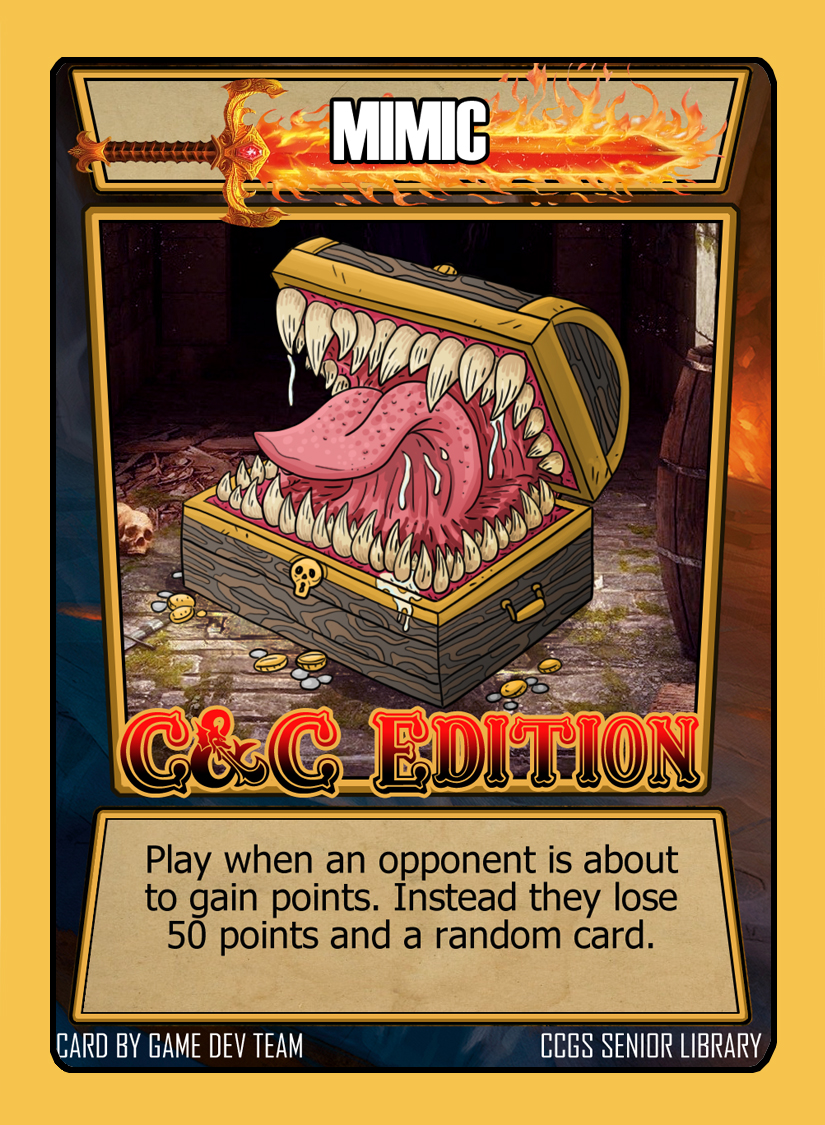 MIMIC
C&C EDITION
Play when an opponent is about
to gain points. Instead they lose
50 points and a random card.
CARD BY GAME DEV TEAM
CCGS SENIOR LIBRARY